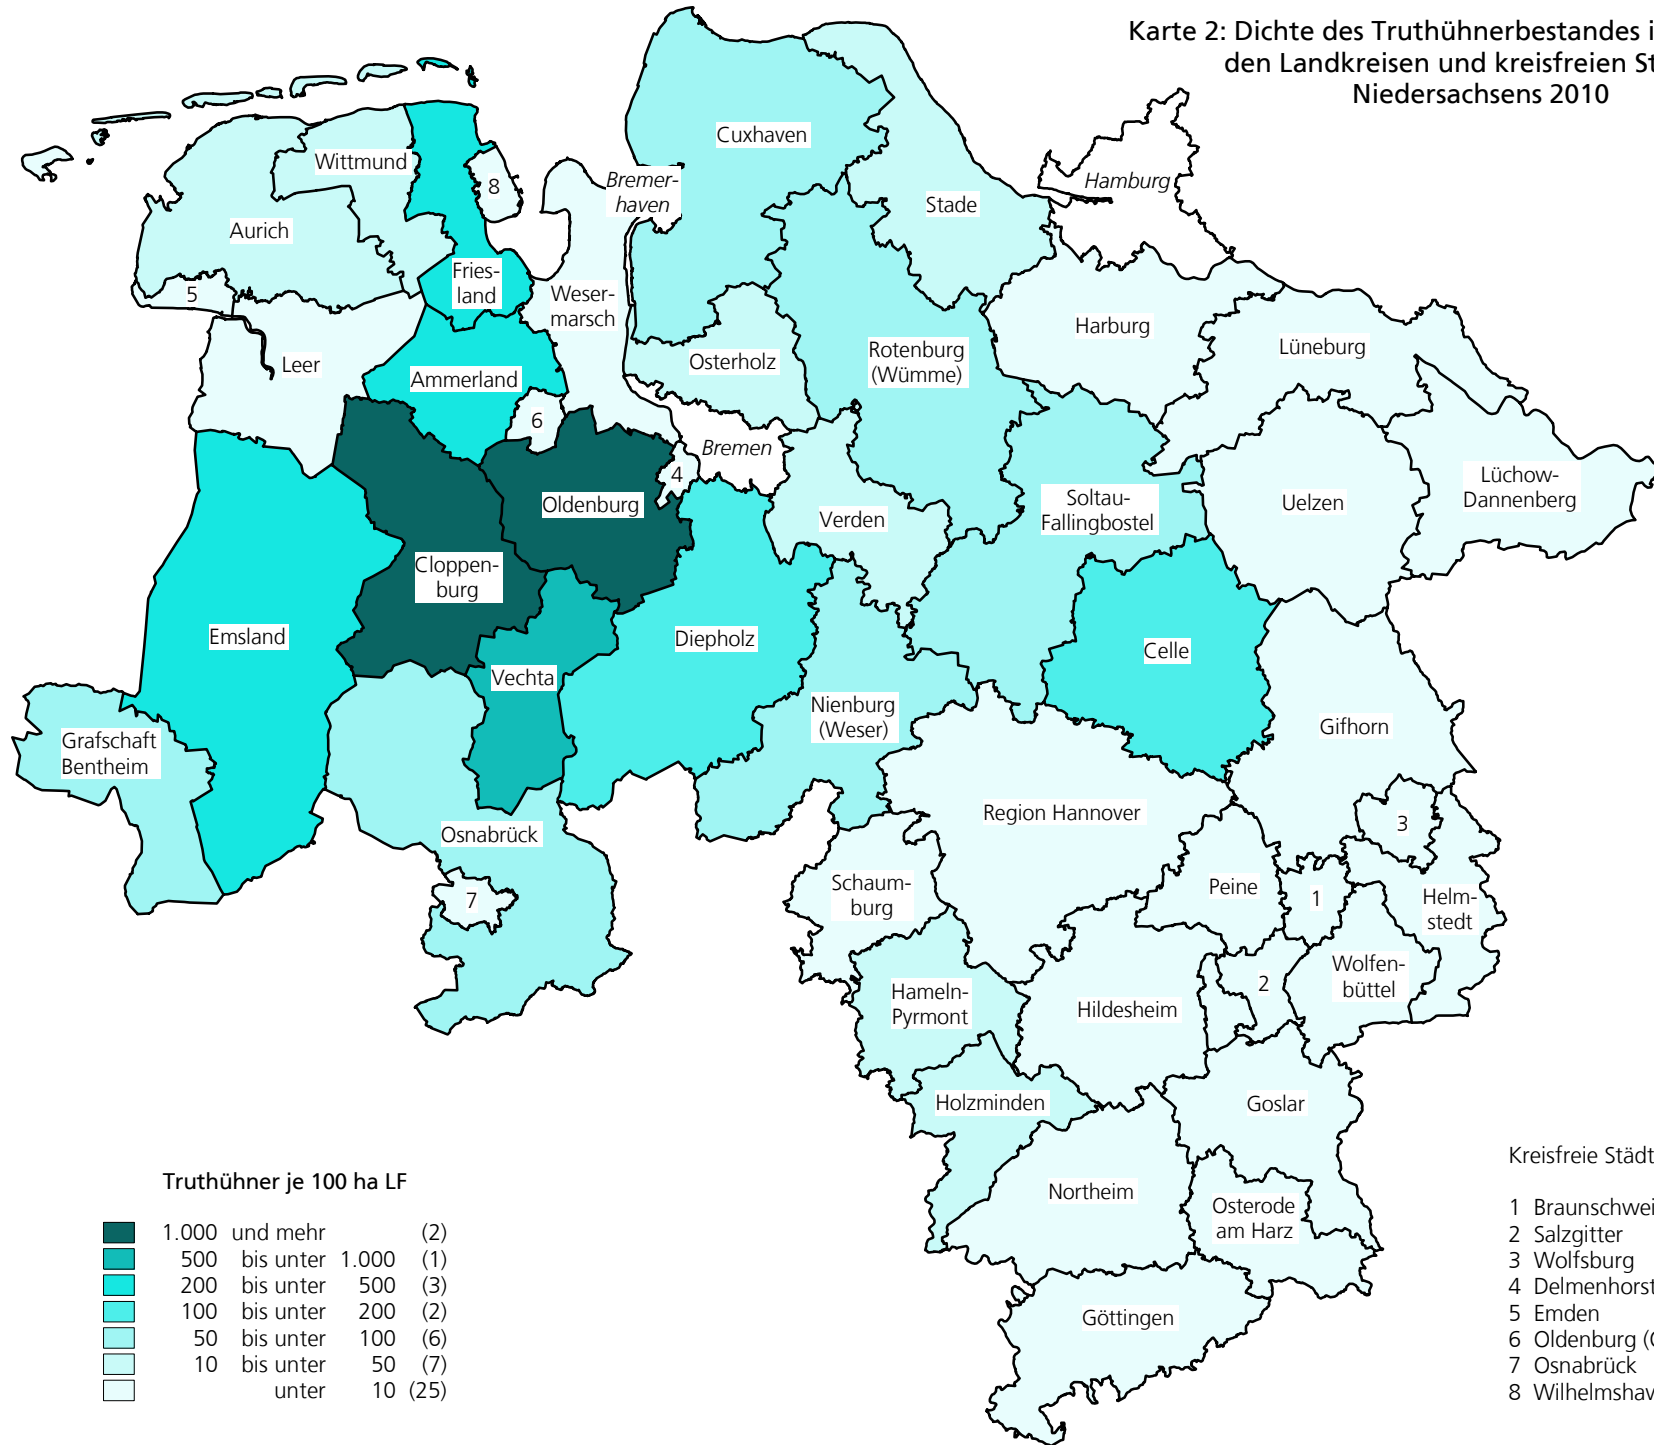 Karte 2: Dichte des Truthühnerbestandes i
den Landkreisen und kreisfreien St
Niedersachsens 2010
Cuxhaven
Wittmund
8
Bremer-
haven
Hamburg
Stade
Aurich
Fries-
land
5
Weser-
marsch
Harburg
Lüneburg
Leer
Osterholz
Rotenburg
(Wümme)
Ammerland
6
Bremen
4
Oldenburg
Verden
Soltau-
Fallingbostel
Uelzen
Lüchow-
Dannenberg
Cloppen-
burg
Emsland
Diepholz
Celle
Vechta
Nienburg
(Weser)
Gifhorn
Grafschaft
Bentheim
Region Hannover
3
Osnabrück
Schaum-
burg
Peine
1
Helm-
stedt
7
Wolfen-
büttel
2
Hameln-
Pyrmont
Hildesheim
Holzminden
Goslar
Northeim
Osterode
am Harz
Göttingen
Truthühner je 100 ha LF
1.000 und mehr (2)
500 bis unter 1.000 (1)
200 bis unter 500 (3)
100 bis unter 200 (2)
50 bis unter 100 (6)
10 bis unter 50 (7)
unter 10 (25)
Kreisfreie Städt
1 Braunschwei
2 Salzgitter
3 Wolfsburg
4 Delmenhorst
5 Emden
6 Oldenburg (O
7 Osnabrück
8 Wilhelmshav